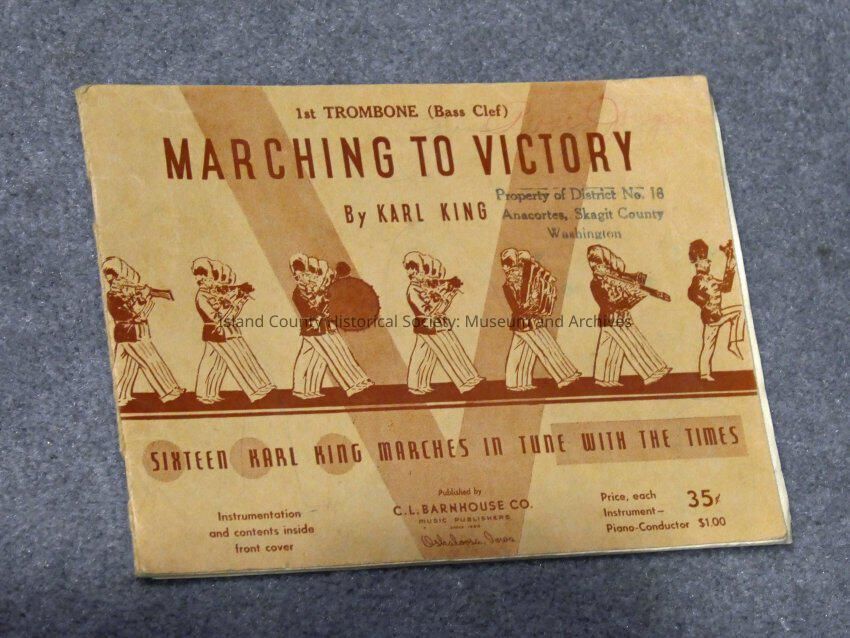 1st TROMBONE (Bass Clef)
MARCHING TO VICTORY
By KARL KING
Property of District No. 16
Anacortes, Skagit County
Washington
Island County Historical Society: Museum and Archives
SIXTEEN KARL KING MARCHES IN TUNE WITH THE TIMES
Instrumentation
and contents inside
front cover
Published by
C.L. BARNHOUSE CO.
MUSIC PUBLISHERS
Oskaloosa, Iowa
Price, each
Instrument—
35¢
Piano-Conductor $1.00